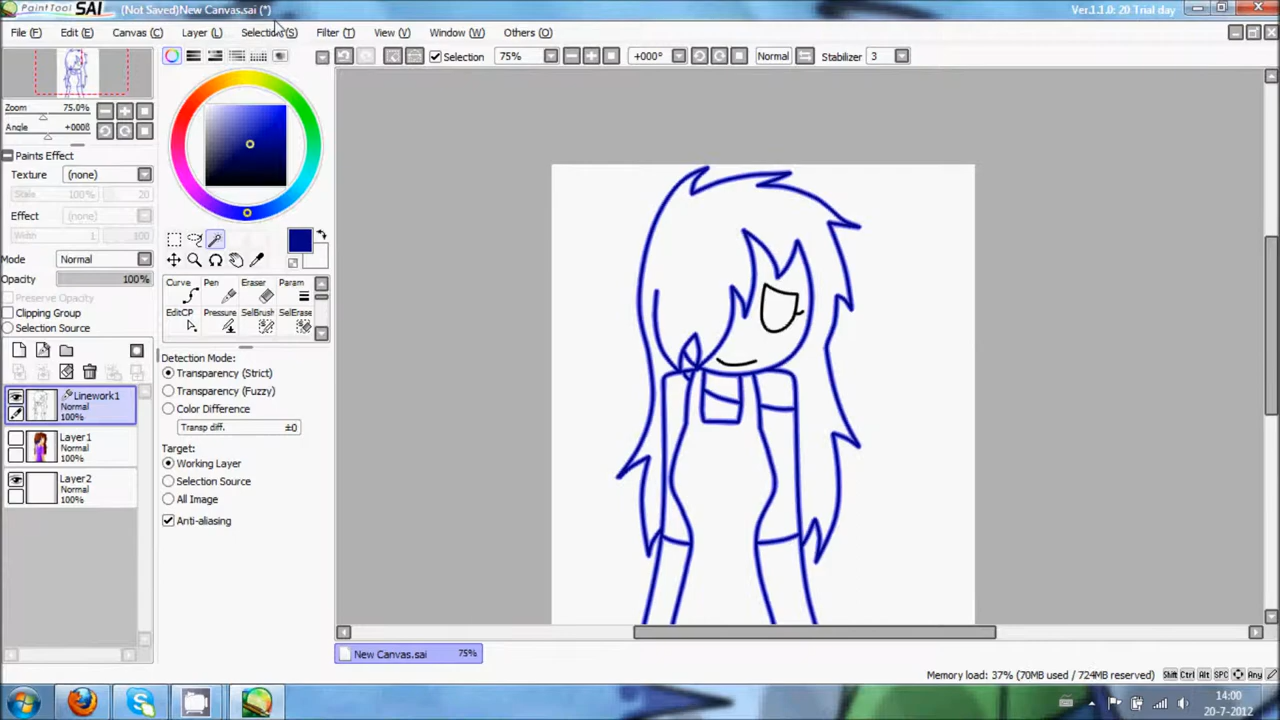 PaintTool SAI (Not Saved)New Canvas.sai (*) Ver.1.1.0: 20 Trial day
File (F) Edit (E) Canvas (C) Layer (L) Selections(S) Filter (T) View (V) Window (W) Others (O)
Selection 75% +000° Normal Stabilizer 3
Zoom 75.0%
Angle
Paints Effect
Texture (none)
Scale 100% 20
Effect (none)
Width 1 100
Mode Normal
Opacity 100%
Preserve Opacity
Clipping Group
Selection Source
Linework1
Normal
100%
Layer1
Normal
100%
Layer2
Normal
100%
Curve Pen Eraser Param
EditCP Pressure SelBrush SelErase
Detection Mode:
Transparency (Strict)
Transparency (Fuzzy)
Color Difference
Transp diff. ±0
Target:
Working Layer
Selection Source
All Image
Anti-aliasing
New Canvas.sai 75%
Memory load: 37% (70MB used / 724MB reserved) Shift Ctrl Alt SPC Any
14:00
20-7-2012